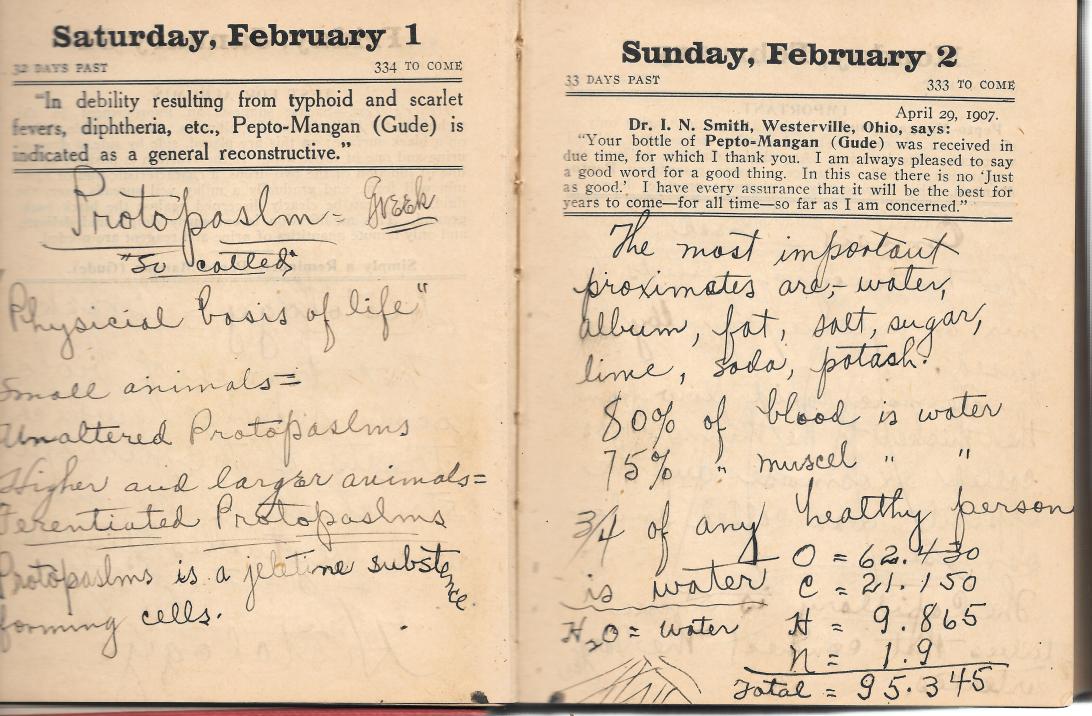 Saturday, February 1
32 DAYS PAST 334 TO COME
"In debility resulting from typhoid and scarlet
fevers, diphtheria, etc., Pepto-Mangan (Gude) is
indicated as a general reconstructive."
Protopaslm = Greek
"So called"
Physicial basis of life"
Small animals =
Unaltered Protopaslms
Higher and larger animals =
Ferentiated Protopaslms
Protopaslms is a jeletine substence
forming cells.
Sunday, February 2
33 DAYS PAST 333 TO COME
April 29, 1907.
Dr. I. N. Smith, Westerville, Ohio, says:
"Your bottle of Pepto-Mangan (Gude) was received in
due time, for which I thank you. I am always pleased to say
a good word for a good thing. In this case there is no 'Just
as good.' I have every assurance that it will be the best for
years to come—for all time—so far as I am concerned."
The most important
proximates are,- water,
album, fat, salt, sugar,
lime, soda, potash.
80% of blood is water
75% " muscel " "
3/4 of any healthy person
is water
H2O = water
O = 62.430
C = 21.150
H = 9.865
N = 1.9
Total = 95.345